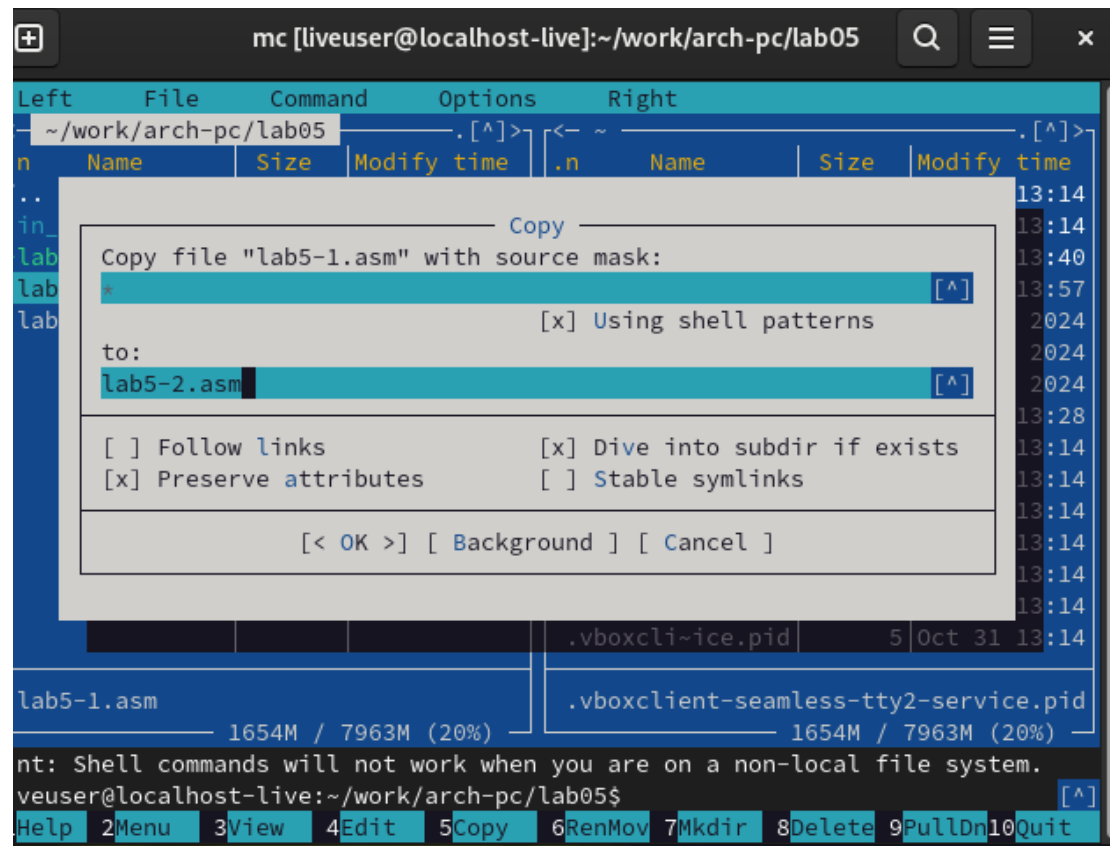 mc [liveuser@localhost-live]:~/work/arch-pc/lab05
Left File Command Options Right
~/work/arch-pc/lab05 .[^]> <- ~ .[^]>
n Name Size Modify time .n Name Size Modify time
.. 13:14
in_ Copy 13:14
lab Copy file "lab5-1.asm" with source mask: 13:40
lab * [^] 13:57
lab [x] Using shell patterns 2024
to: 2024
lab5-2.asm [^] 2024
13:28
[ ] Follow links [x] Dive into subdir if exists 13:14
[x] Preserve attributes [ ] Stable symlinks 13:14
13:14
[< OK >] [ Background ] [ Cancel ] 13:14
13:14
13:14
.vboxcli~ice.pid 5 Oct 31 13:14
lab5-1.asm .vboxclient-seamless-tty2-service.pid
1654M / 7963M (20%) 1654M / 7963M (20%)
nt: Shell commands will not work when you are on a non-local file system.
veuser@localhost-live:~/work/arch-pc/lab05$ [^]
Help 2Menu 3View 4Edit 5Copy 6RenMov 7Mkdir 8Delete 9PullDn 10Quit